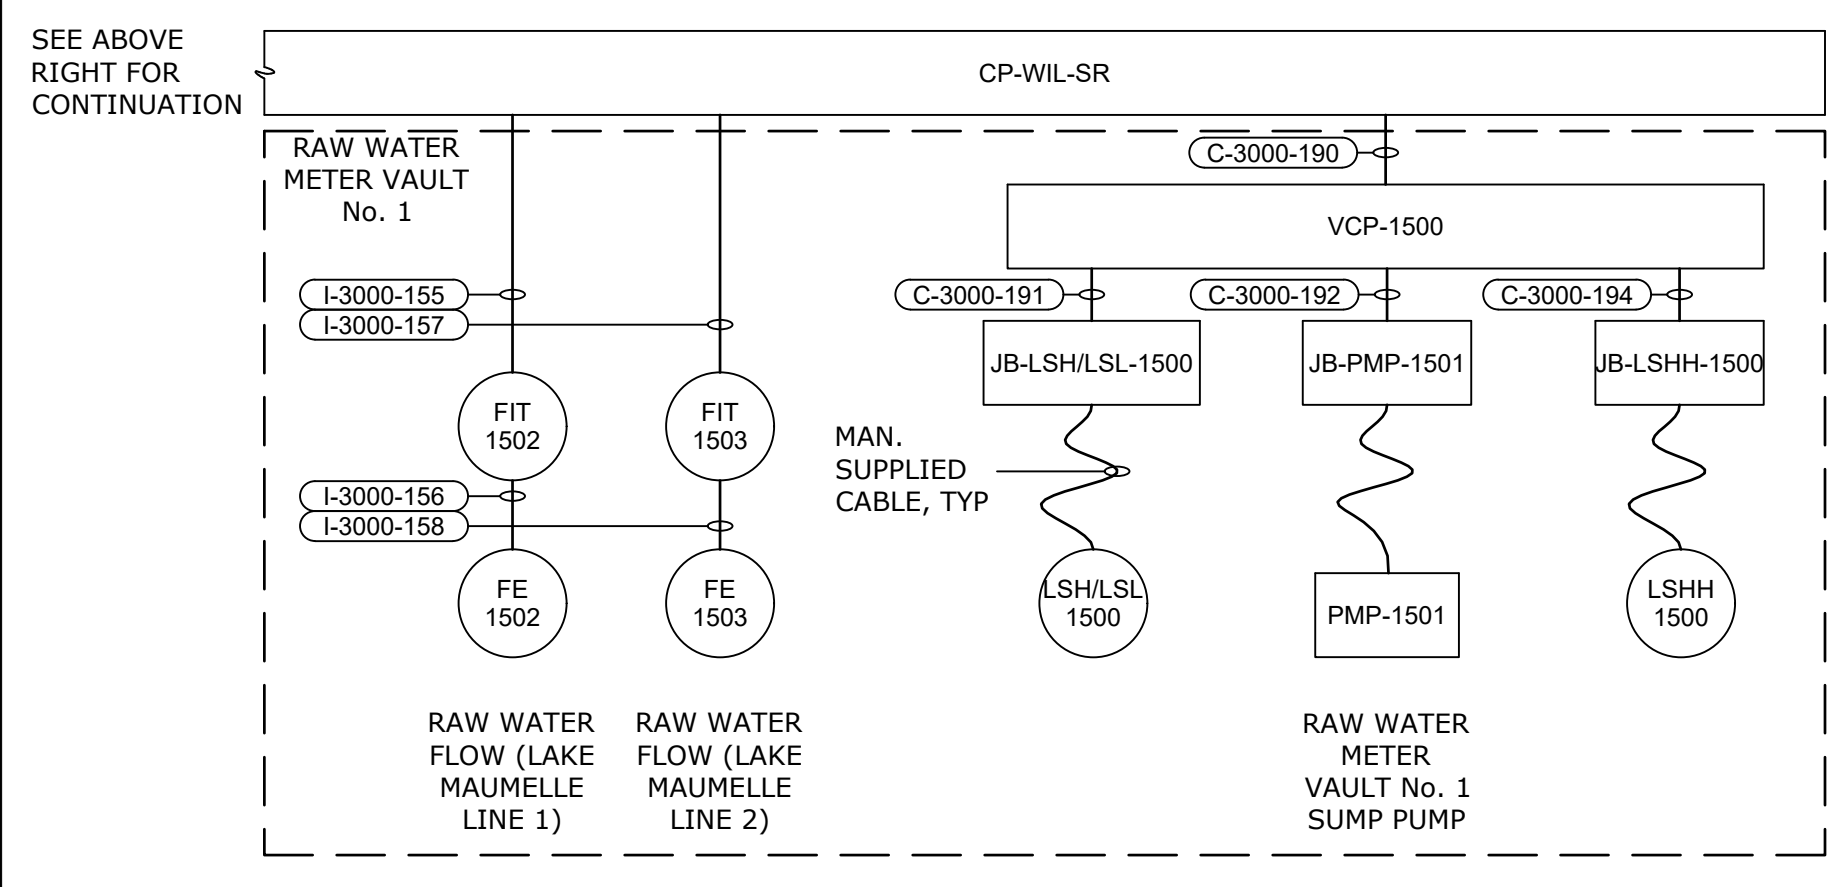 SEE ABOVE
RIGHT FOR
CONTINUATION
CP-WIL-SR
RAW WATER
METER VAULT
No. 1
C-3000-190
VCP-1500
I-3000-155
I-3000-157
C-3000-191
C-3000-192
C-3000-194
JB-LSH/LSL-1500
JB-PMP-1501
JB-LSHH-1500
FIT
1502
FIT
1503
MAN.
SUPPLIED
CABLE, TYP
I-3000-156
I-3000-158
FE
1502
FE
1503
LSH/LSL
1500
PMP-1501
LSHH
1500
RAW WATER
FLOW (LAKE
MAUMELLE
LINE 1)
RAW WATER
FLOW (LAKE
MAUMELLE
LINE 2)
RAW WATER
METER
VAULT No. 1
SUMP PUMP